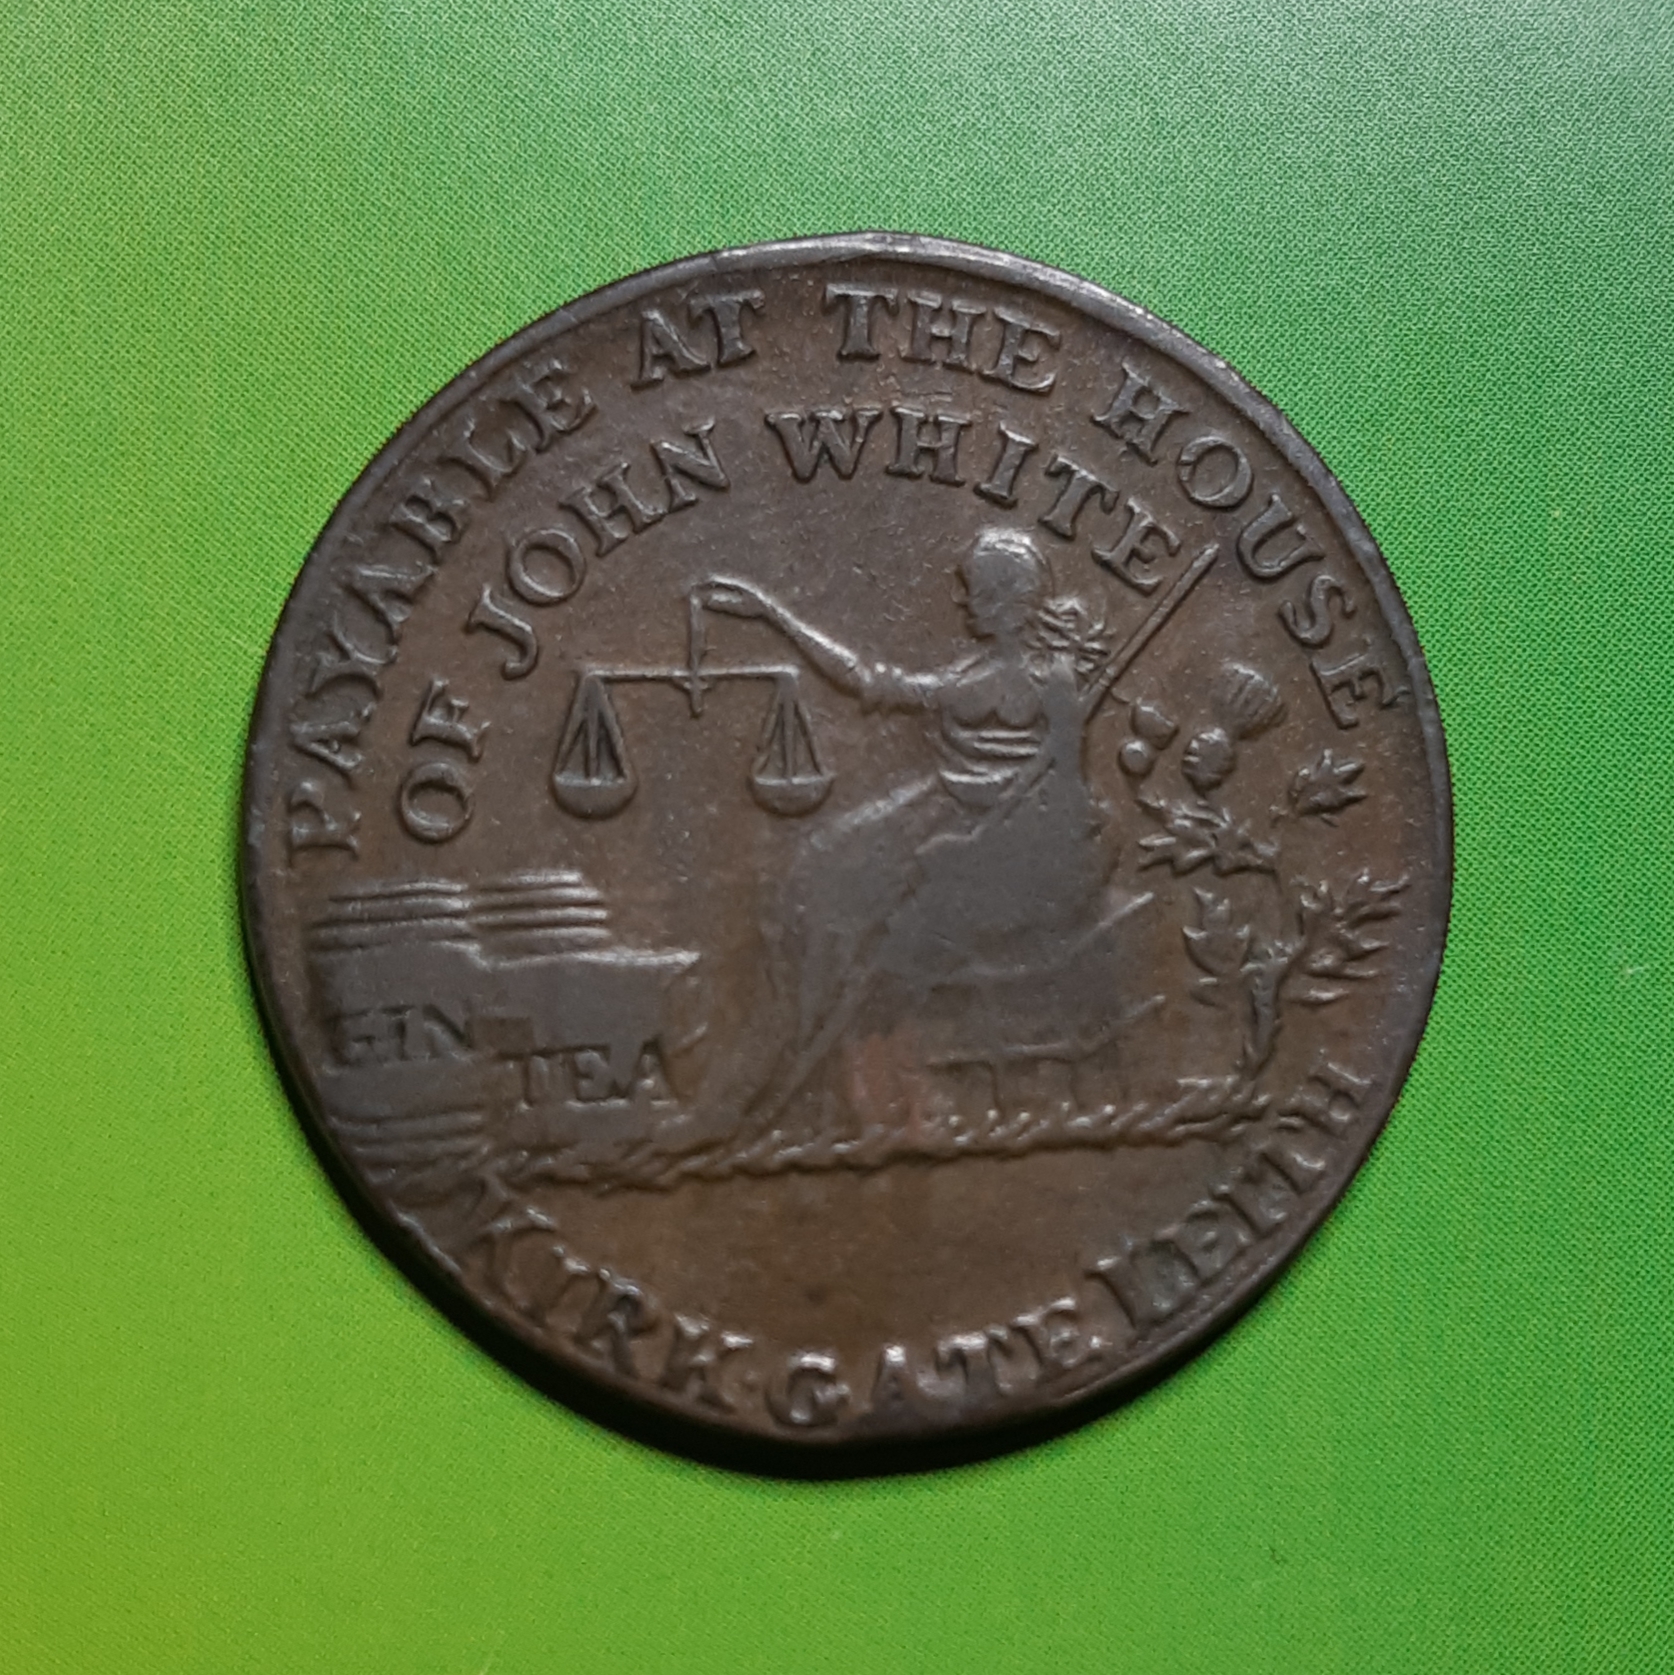 PAYABLE AT THE HOUSE
OF JOHN WHITE
GIN
TEA
KIRK·GATE LEITH